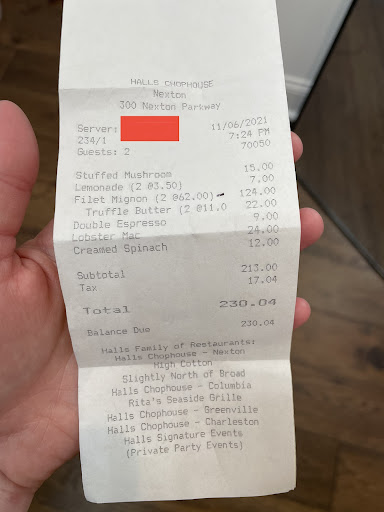 HALLS CHOPHOUSE
Nexton
300 Nexton Parkway
Server: 11/06/2021
234/1 7:24 PM
Guests: 2 70050
Stuffed Mushroom 15.00
Lemonade (2 @3.50) 7.00
Filet Mignon (2 @62.00) 124.00
Truffle Butter (2 @11.0 22.00
Double Espresso 9.00
Lobster Mac 24.00
Creamed Spinach 12.00
Subtotal 213.00
Tax 17.04
Total 230.04
Balance Due 230.04
Halls Family of Restaurants:
Halls Chophouse - Nexton
High Cotton
Slightly North of Broad
Halls Chophouse - Columbia
Rita's Seaside Grille
Halls Chophouse - Greenville
Halls Chophouse - Charleston
Halls Signature Events
(Private Party Events)